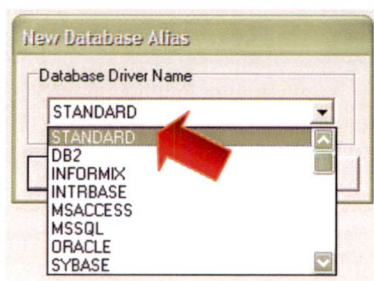 New Database Alias
Database Driver Name
STANDARD
STANDARD
DB2
INFORMIX
INTRBASE
MSACCESS
MSSQL
ORACLE
SYBASE